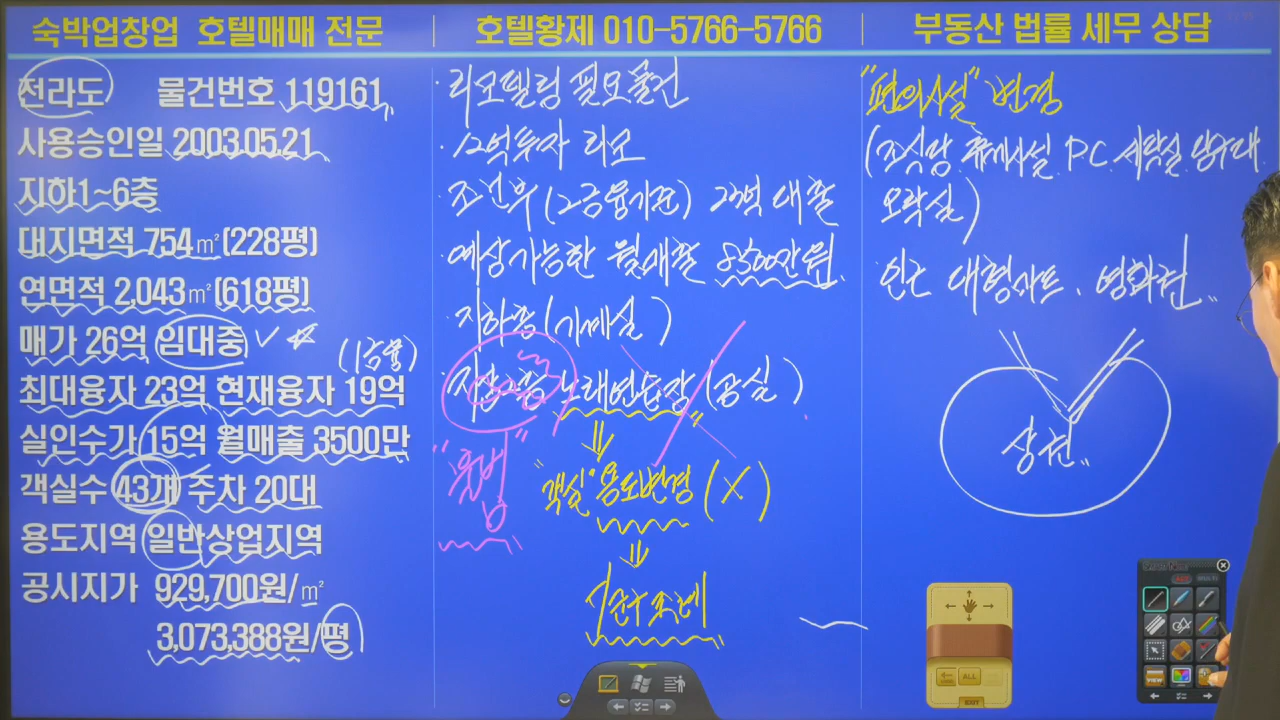 숙박업창업 호텔매매 전문
호텔황제 010-5766-5766
부동산 법률 세무 상담
전라도 물건번호 119161
사용승인일 2003.05.21
지하1~6층
대지면적 754㎡(228평)
연면적 2,043㎡(618평)
매가 26억 임대중
(1금융)
최대융자 23억 현재융자 19억
실인수가 15억 월매출 3500만
객실수 43개 주차 20대
용도지역 일반상업지역
공시지가 929,700원/㎡
3,073,388원/평
· 리모델링 필요물건
· 12억투자 리모
· 조건부(2금융기준) 23억 대출
· 예상가능한 월매출 8500만원
· 지하층(기계실)
노래연습장(공실)
"불법"
"객실" 용도변경 (X)
"편의시설" 변경
(조식당 휴게시설 PC 세탁실
오락실)
인근 대형마트, 영화관
상권
ALL
EXIT
VIEW